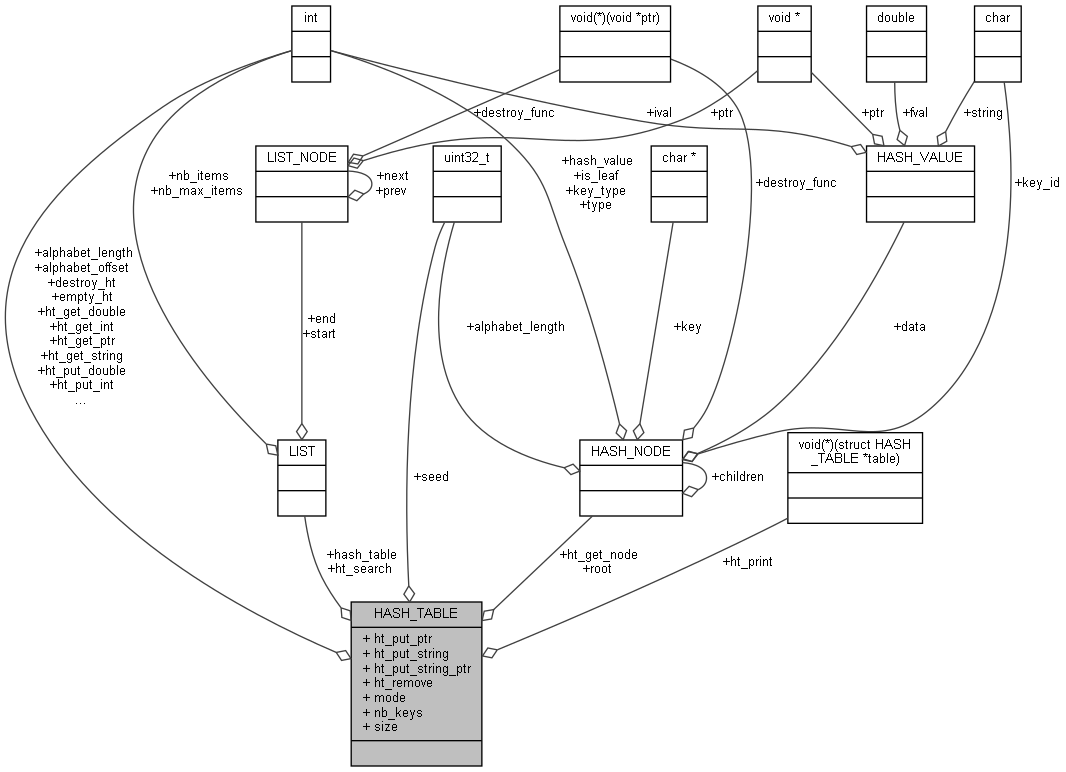 int
void(*)(void *ptr)
void *
double
char
+destroy_func
+ival
+ptr
+ptr
+fval
+string
LIST_NODE
uint32_t
char *
HASH_VALUE
+nb_items
+nb_max_items
+next
+prev
+hash_value
+is_leaf
+key_type
+type
+destroy_func
+key_id
+alphabet_length
+alphabet_offset
+destroy_ht
+empty_ht
+ht_get_double
+ht_get_int
+ht_get_ptr
+ht_get_string
+ht_put_double
+ht_put_int
...
+end
+start
+alphabet_length
+key
+data
LIST
HASH_NODE
void(*)(struct HASH
_TABLE *table)
+seed
+children
+hash_table
+ht_search
+ht_get_node
+root
+ht_print
HASH_TABLE
+ ht_put_ptr
+ ht_put_string
+ ht_put_string_ptr
+ ht_remove
+ mode
+ nb_keys
+ size